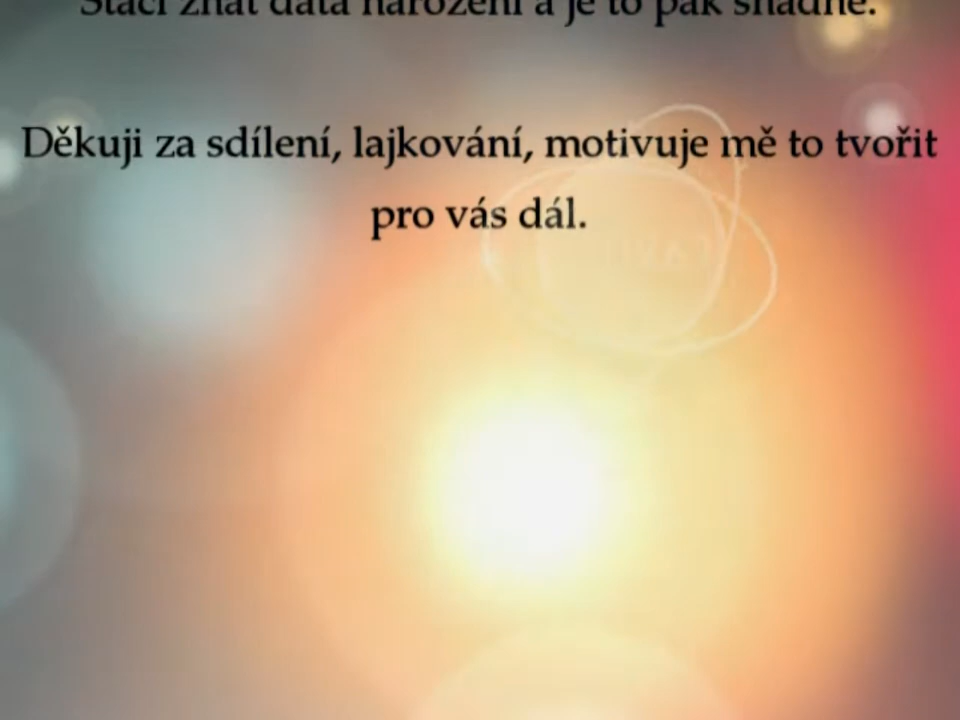 Stačí znát data narození a je to pak snadné.
Děkuji za sdílení, lajkování, motivuje mě to tvořit
pro vás dál.